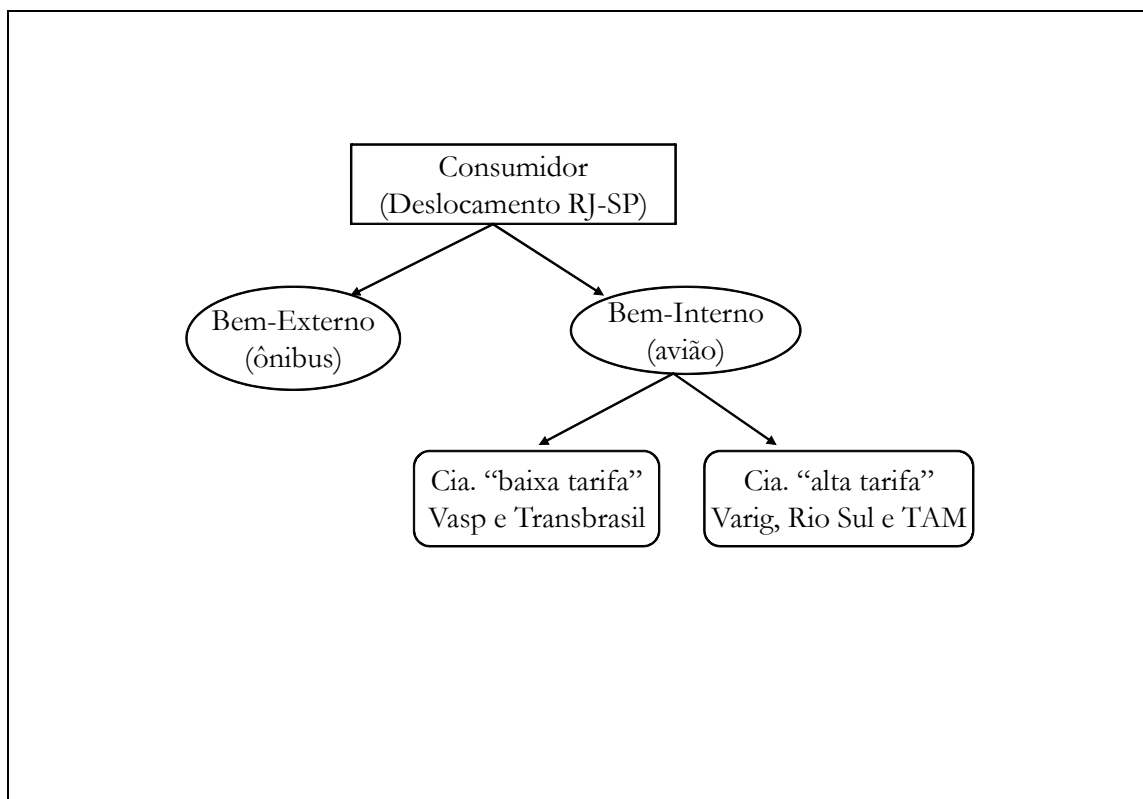 Consumidor
(Deslocamento RJ-SP)
Bem-Externo
(ônibus)
Bem-Interno
(avião)
Cia. “baixa tarifa”
Vasp e Transbrasil
Cia. “alta tarifa”
Varig, Rio Sul e TAM